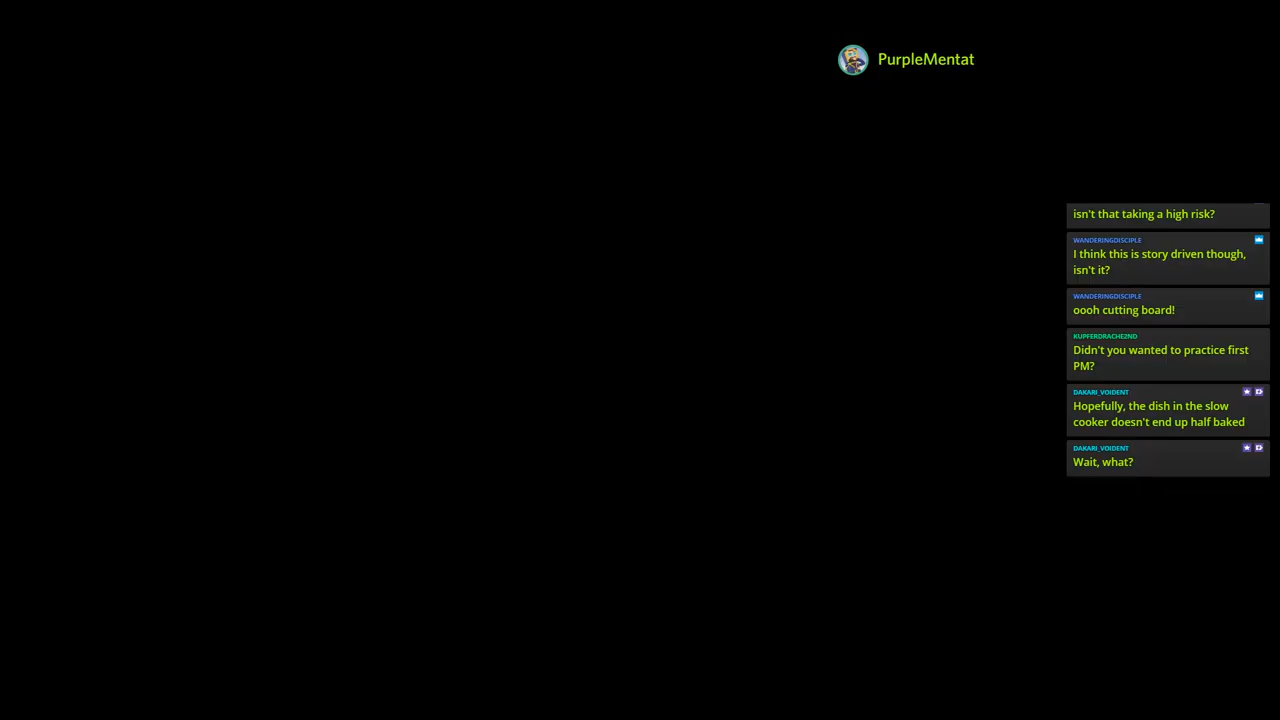 PurpleMentat
isn't that taking a high risk?
WANDERINGDISCIPLE
I think this is story driven though,
isn't it?
WANDERINGDISCIPLE
oooh cutting board!
KUPFERDRACHE2ND
Didn't you wanted to practice first
PM?
DAKARI_VOIDENT
Hopefully, the dish in the slow
cooker doesn't end up half baked
DAKARI_VOIDENT
Wait, what?